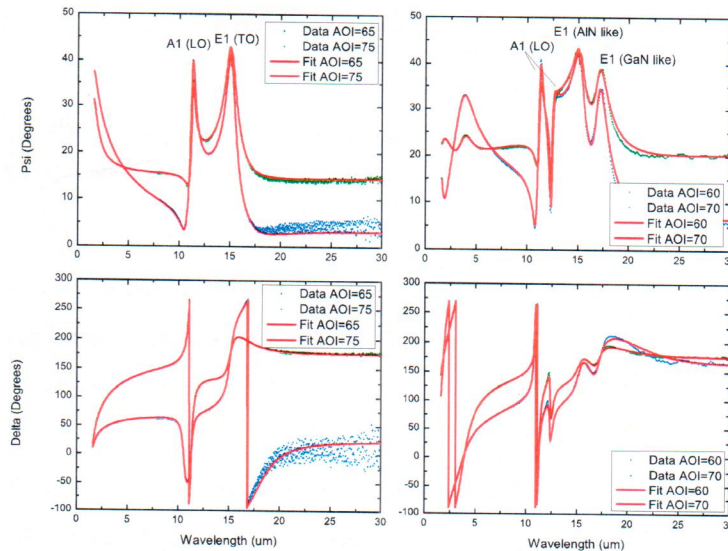 50
40
30
20
10
0
Psi (Degrees)
A1 (LO)
E1 (TO)
Data AOI=65
Data AOI=75
Fit AOI=65
Fit AOI=75
0 5 10 15 20 25 30
50
40
30
20
10
0
E1 (AlN like)
A1 (LO)
E1 (GaN like)
Data AOI=60
Data AOI=70
Fit AOI=60
Fit AOI=70
0 5 10 15 20 25 30
300
250
200
150
100
50
0
-50
-100
Delta (Degrees)
Data AOI=65
Data AOI=75
Fit AOI=65
Fit AOI=75
0 5 10 15 20 25 30
Wavelength (um)
300
250
200
150
100
50
0
-50
-100
Data AOI=60
Data AOI=70
Fit AOI=60
Fit AOI=70
0 5 10 15 20 25 30
Wavelength (um)